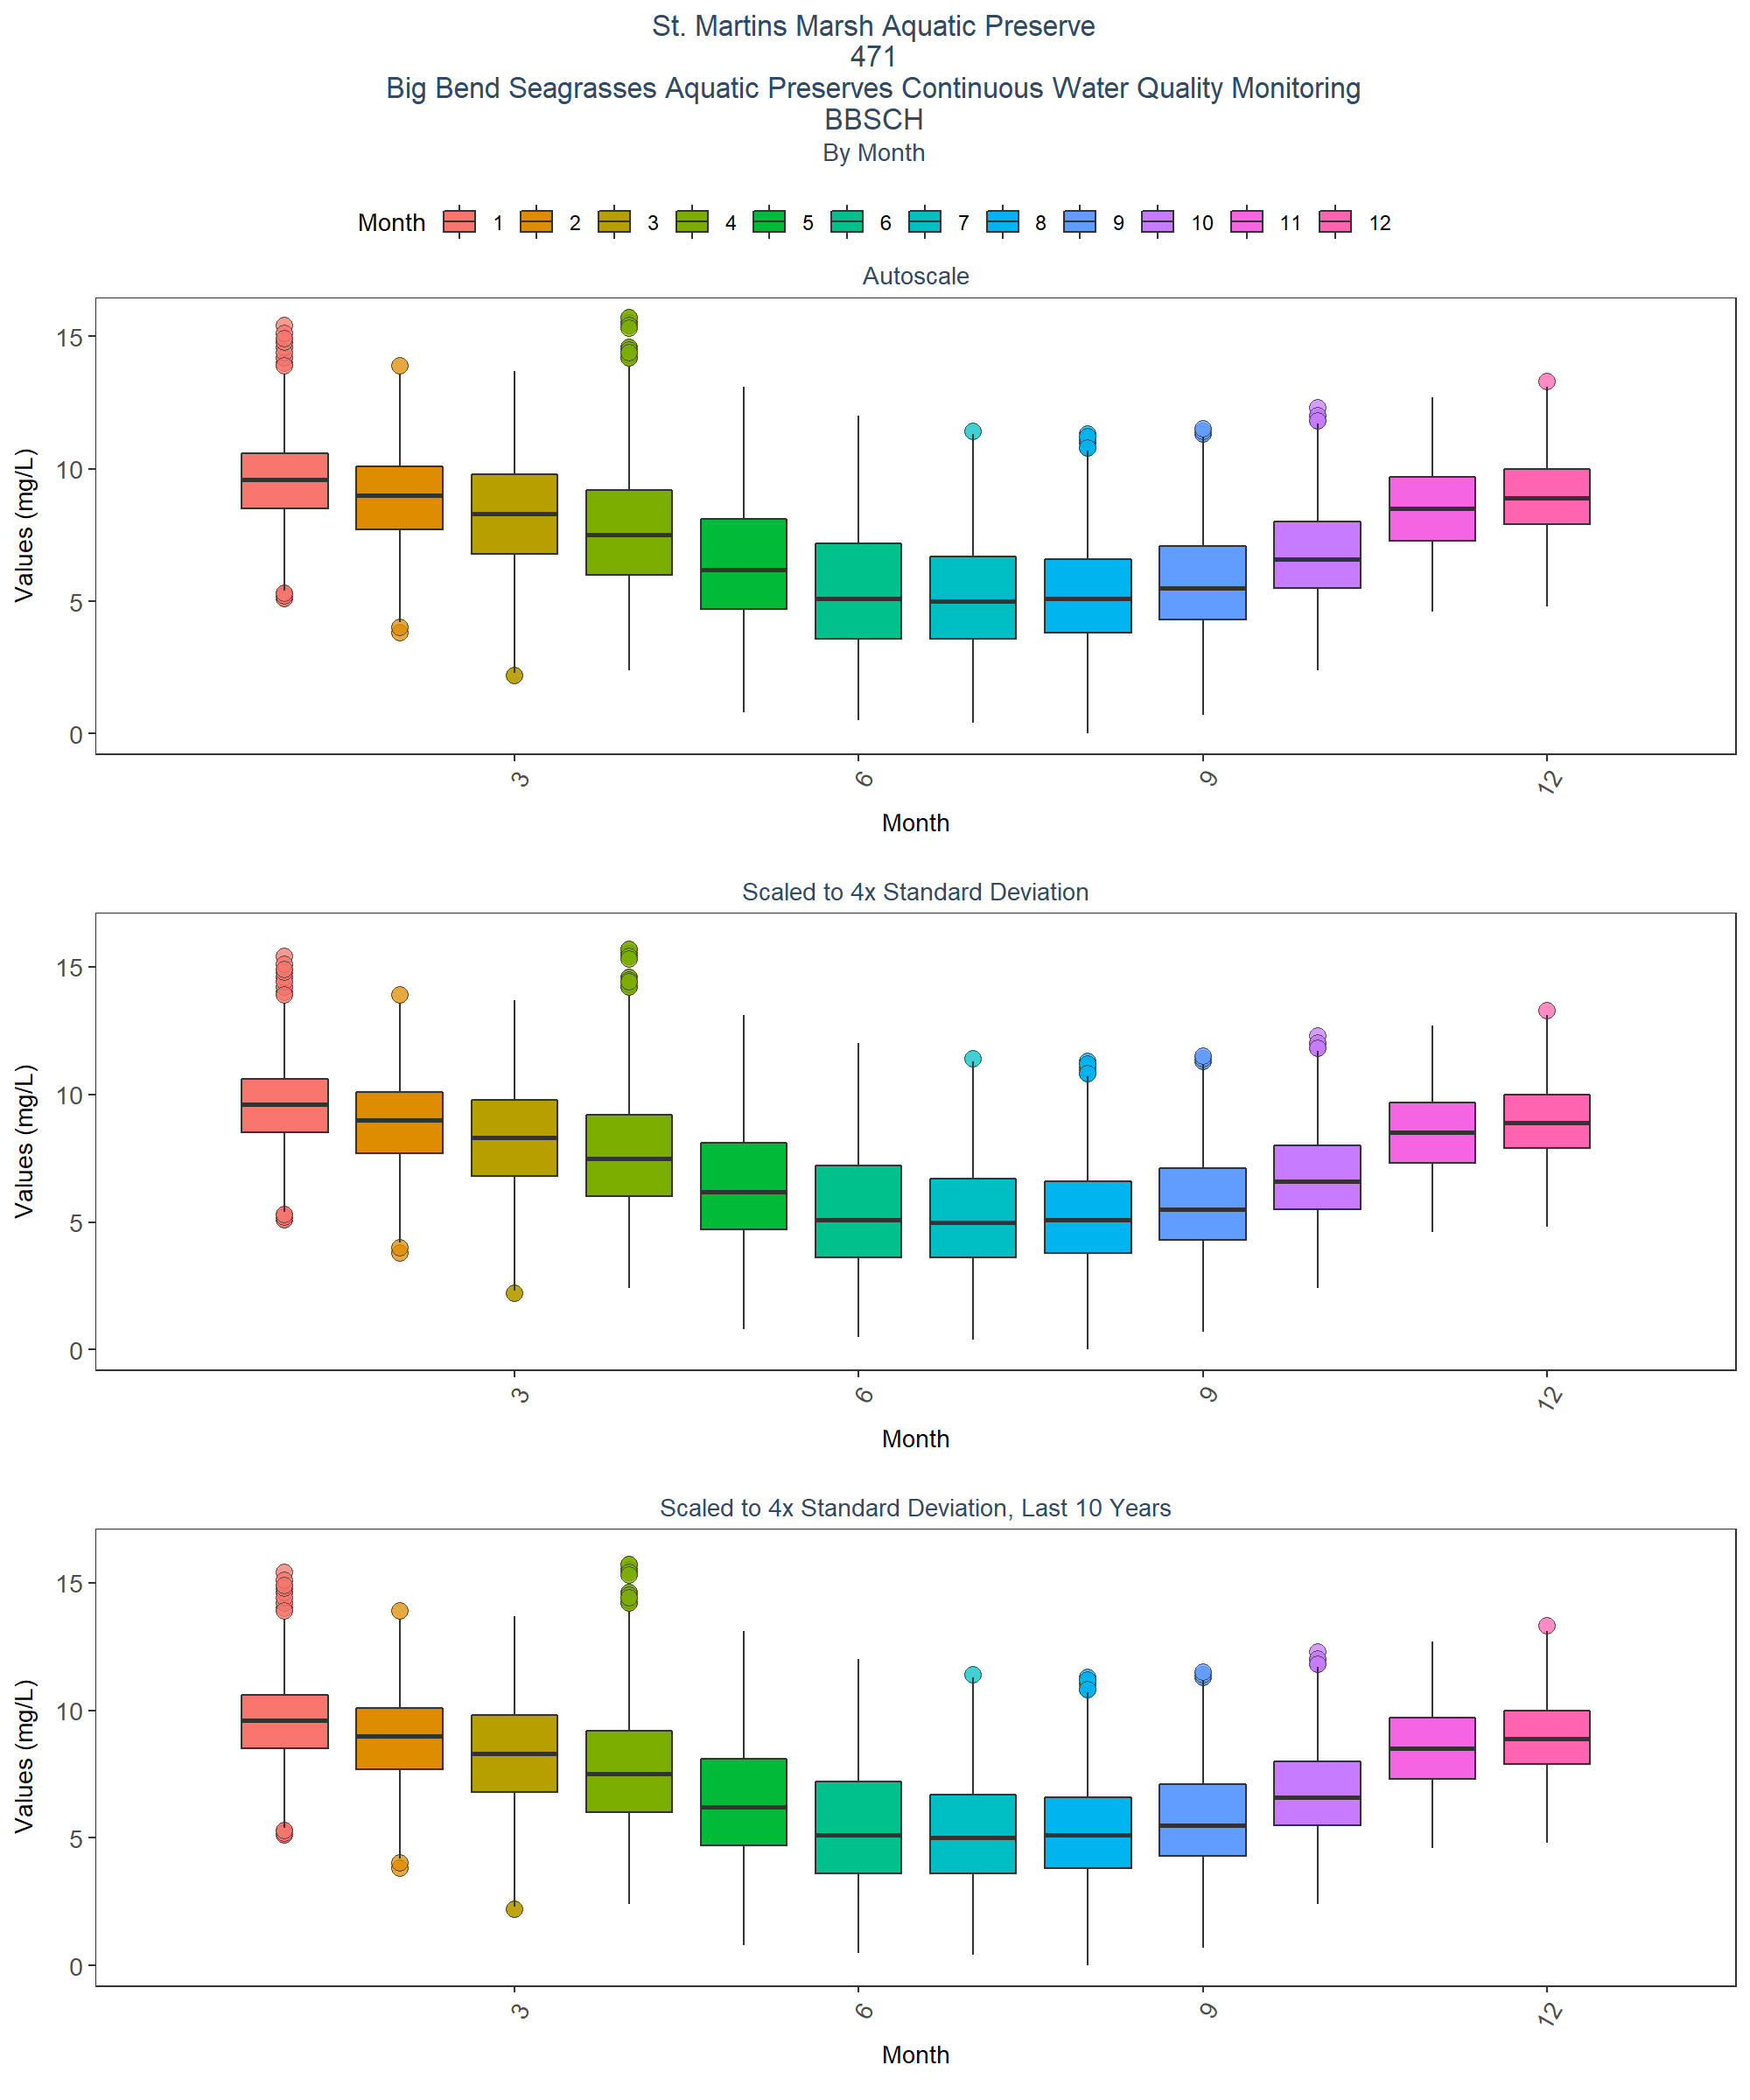 St. Martins Marsh Aquatic Preserve
471
Big Bend Seagrasses Aquatic Preserves Continuous Water Quality Monitoring
BBSCH
By Month
Month 1 2 3 4 5 6 7 8 9 10 11 12
Autoscale
Values (mg/L)
15
10
5
0
3 6 9 12
Month
Scaled to 4x Standard Deviation
Values (mg/L)
15
10
5
0
3 6 9 12
Month
Scaled to 4x Standard Deviation, Last 10 Years
Values (mg/L)
15
10
5
0
3 6 9 12
Month